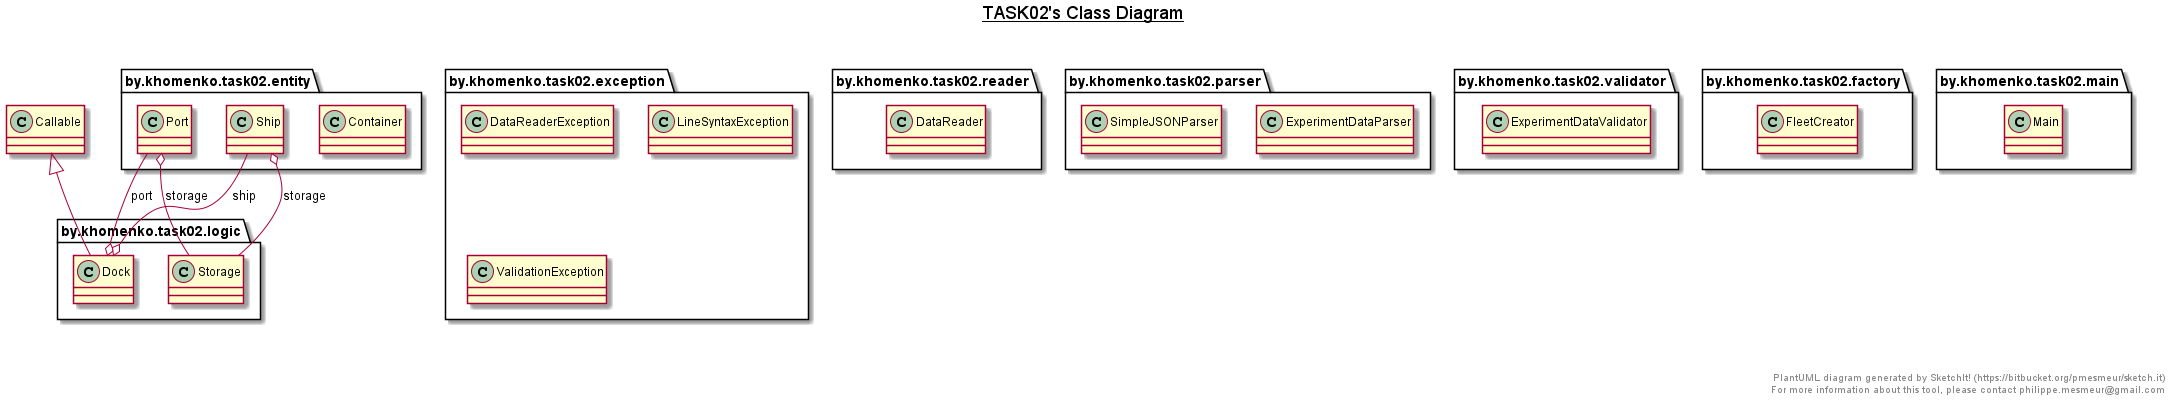 TASK02's Class Diagram
by.khomenko.task02.entity
by.khomenko.task02.exception
by.khomenko.task02.reader
by.khomenko.task02.parser
by.khomenko.task02.validator
by.khomenko.task02.factory
by.khomenko.task02.main
C Callable
C Port
C Ship
C Container
C DataReaderException
C LineSyntaxException
C DataReader
C SimpleJSONParser
C ExperimentDataParser
C ExperimentDataValidator
C FleetCreator
C Main
port
storage
ship
storage
by.khomenko.task02.logic
C Dock
C Storage
C ValidationException
PlantUML diagram generated by SketchIt! (https://bitbucket.org/pmesmeur/sketch.it)
For more information about this tool, please contact philippe.mesmeur@gmail.com